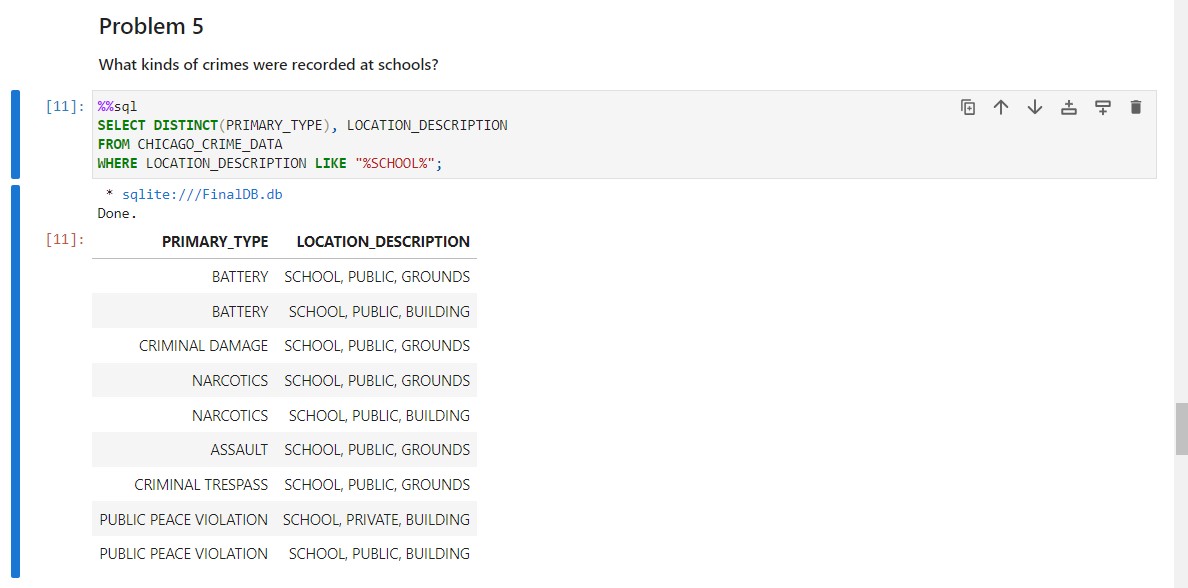 Problem 5
What kinds of crimes were recorded at schools?
[11]: %%sql
SELECT DISTINCT(PRIMARY_TYPE), LOCATION_DESCRIPTION
FROM CHICAGO_CRIME_DATA
WHERE LOCATION_DESCRIPTION LIKE "%SCHOOL%";
* sqlite:///FinalDB.db
Done.
[11]: PRIMARY_TYPE LOCATION_DESCRIPTION
BATTERY SCHOOL, PUBLIC, GROUNDS
BATTERY SCHOOL, PUBLIC, BUILDING
CRIMINAL DAMAGE SCHOOL, PUBLIC, GROUNDS
NARCOTICS SCHOOL, PUBLIC, GROUNDS
NARCOTICS SCHOOL, PUBLIC, BUILDING
ASSAULT SCHOOL, PUBLIC, GROUNDS
CRIMINAL TRESPASS SCHOOL, PUBLIC, GROUNDS
PUBLIC PEACE VIOLATION SCHOOL, PRIVATE, BUILDING
PUBLIC PEACE VIOLATION SCHOOL, PUBLIC, BUILDING